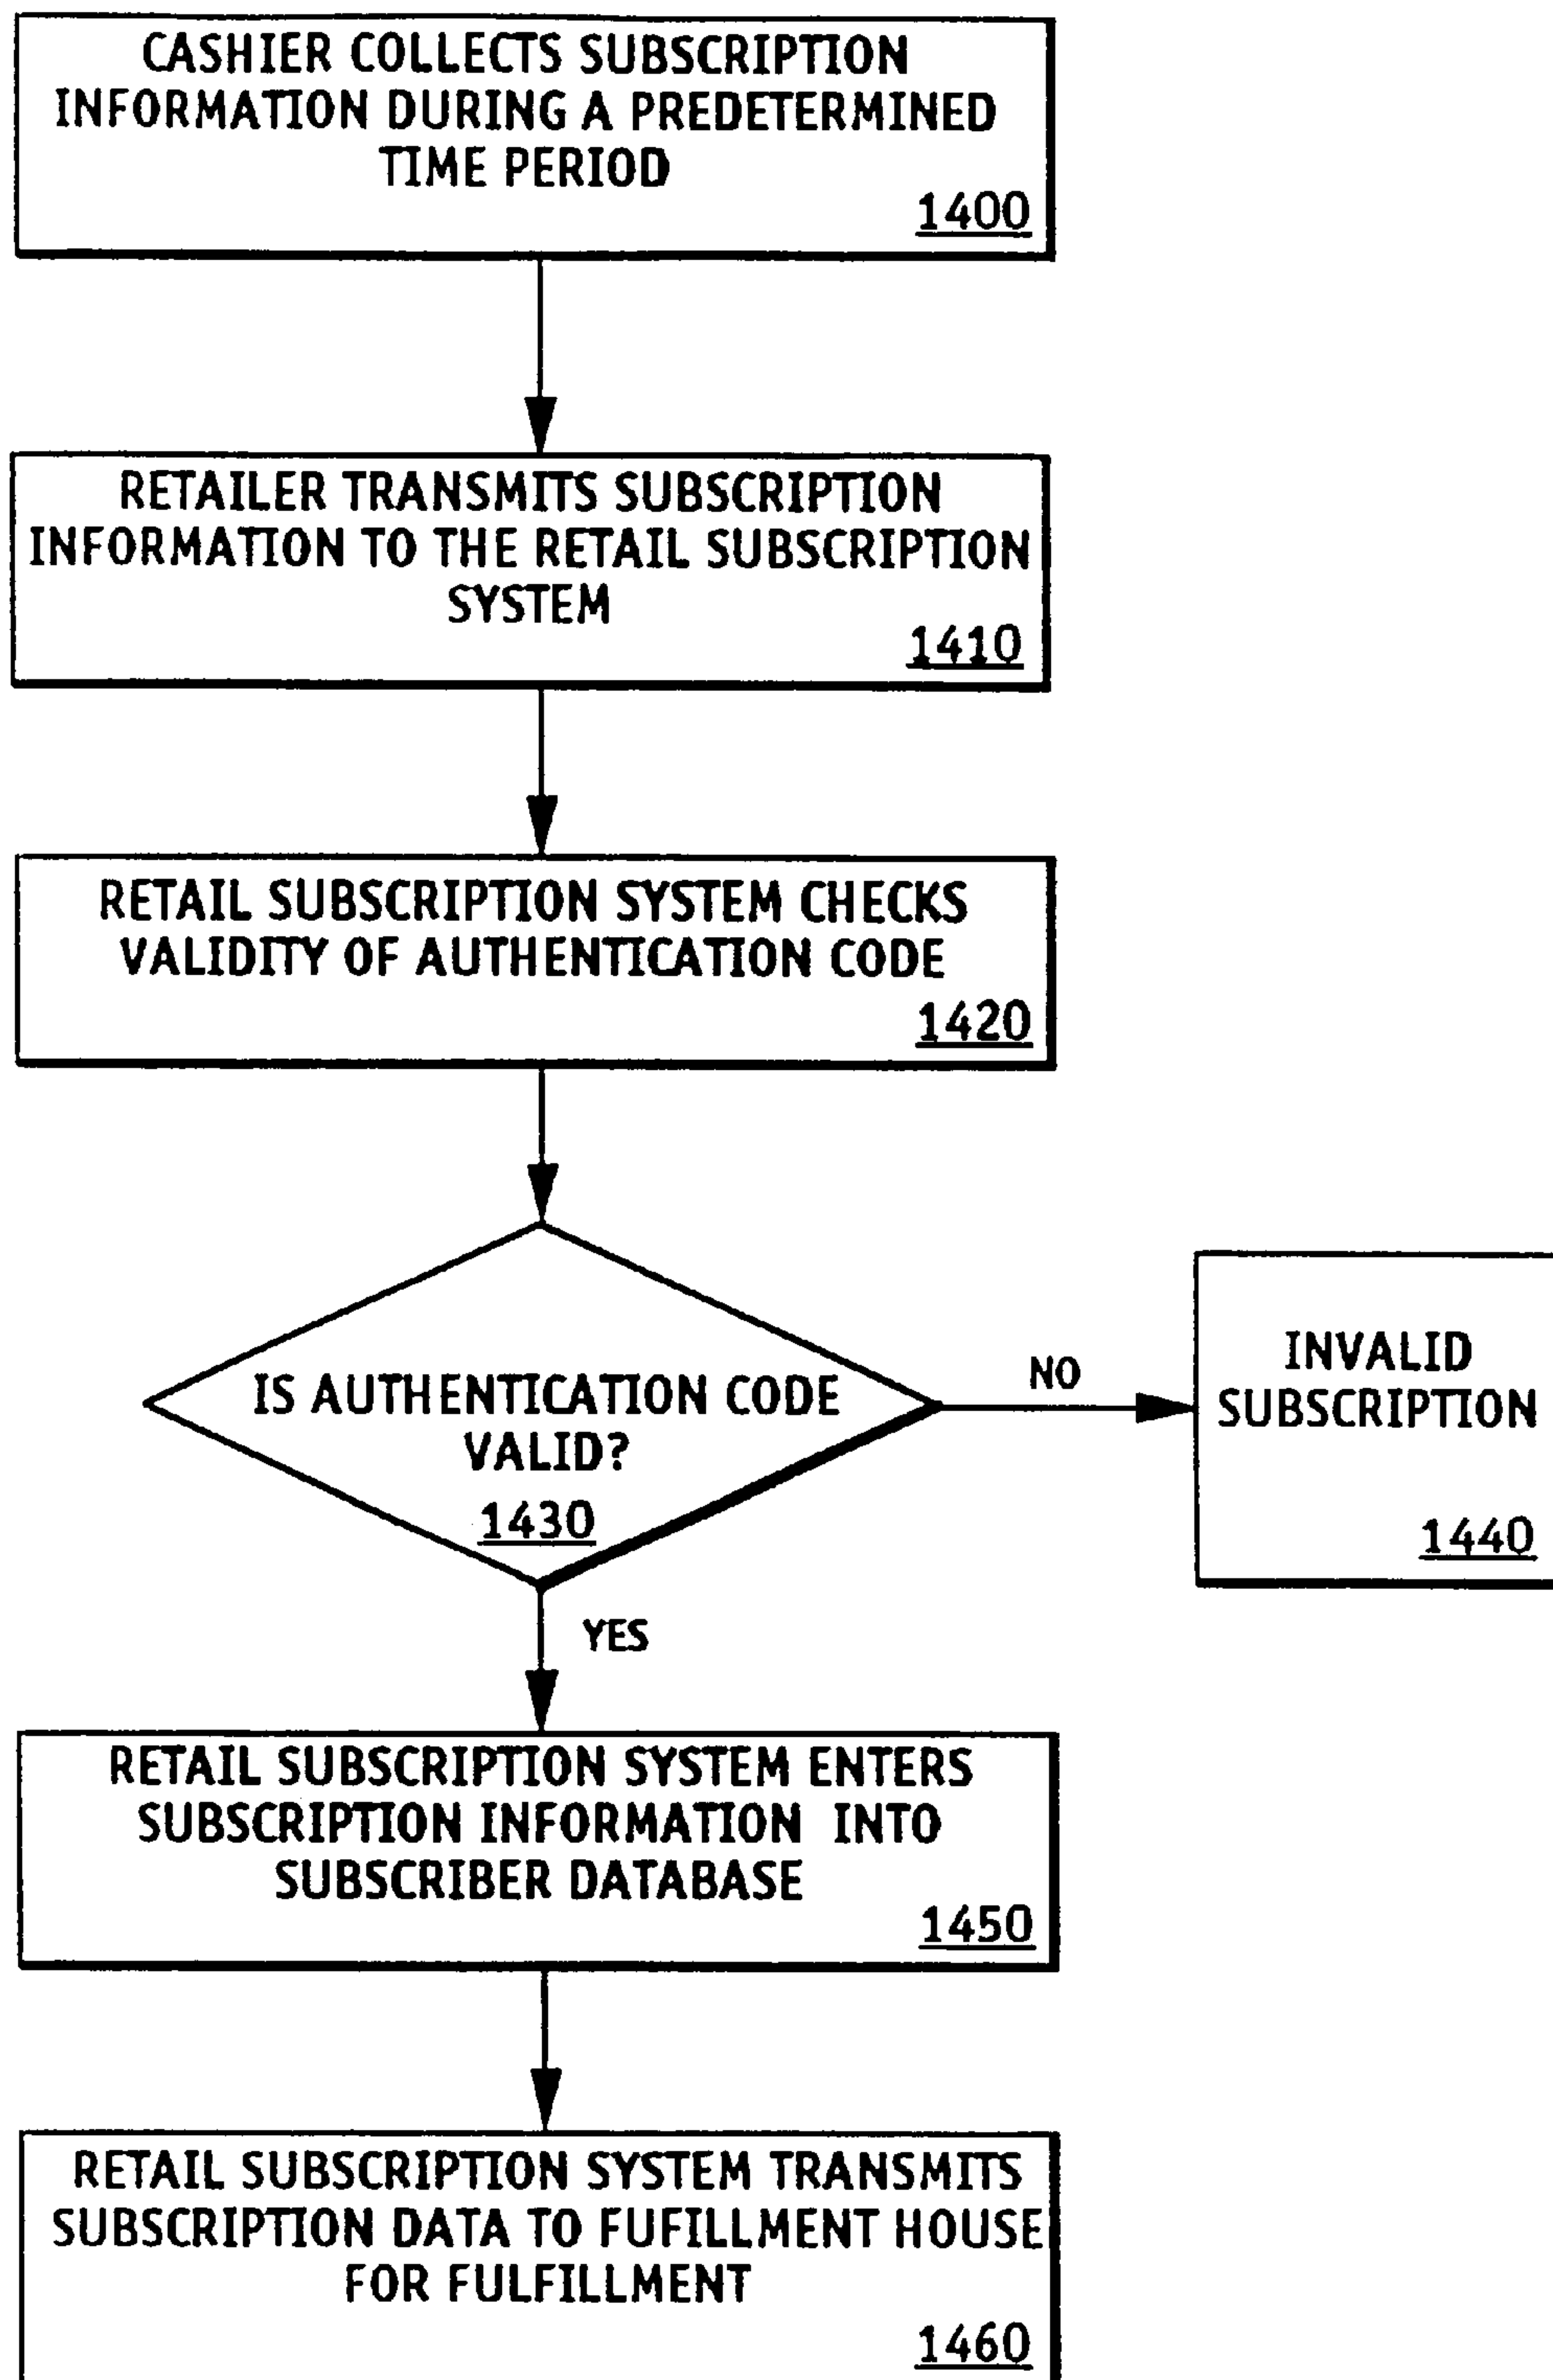 CASHIER COLLECTS SUBSCRIPTION
INFORMATION DURING A PREDETERMINED
TIME PERIOD
1400
RETAILER TRANSMITS SUBSCRIPTION
INFORMATION TO THE RETAIL SUBSCRIPTION
SYSTEM
1410
RETAIL SUBSCRIPTION SYSTEM CHECKS
VALIDITY OF AUTHENTICATION CODE
1420
IS AUTHENTICATION CODE
VALID?
1430
NO
INVALID
SUBSCRIPTION
1440
YES
RETAIL SUBSCRIPTION SYSTEM ENTERS
SUBSCRIPTION INFORMATION INTO
SUBSCRIBER DATABASE
1450
RETAIL SUBSCRIPTION SYSTEM TRANSMITS
SUBSCRIPTION DATA TO FUFILLMENT HOUSE
FOR FULFILLMENT
1460